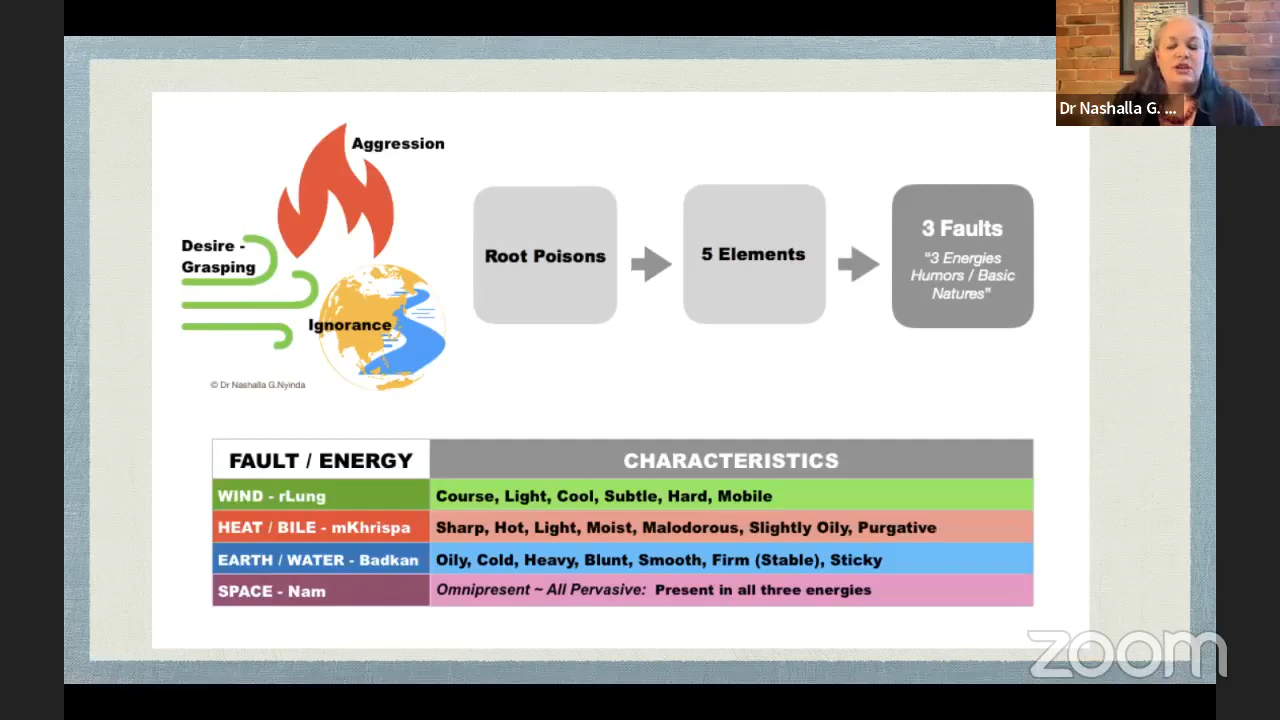 Dr Nashalla G. ...
Aggression
Desire -
Grasping
Ignorance
© Dr Nashalla G.Nyinda
Root Poisons
5 Elements
3 Faults
“3 Energies
Humors / Basic
Natures”
FAULT / ENERGY CHARACTERISTICS
WIND - rLung Course, Light, Cool, Subtle, Hard, Mobile
HEAT / BILE - mKhrispa Sharp, Hot, Light, Moist, Malodorous, Slightly Oily, Purgative
EARTH / WATER - Badkan Oily, Cold, Heavy, Blunt, Smooth, Firm (Stable), Sticky
SPACE - Nam Omnipresent ~ All Pervasive: Present in all three energies
zoom